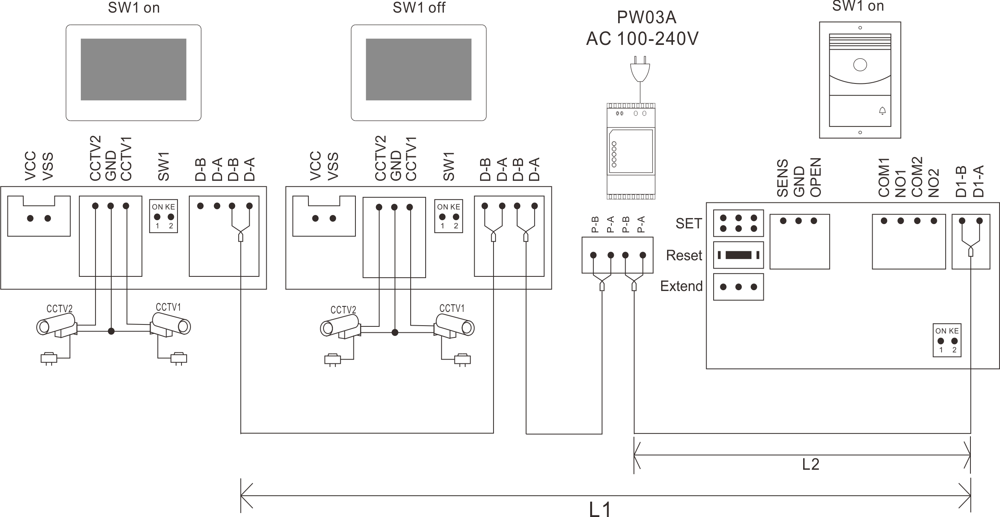 SW1 on
SW1 off
PW03A
AC 100-240V
SW1 on
VCC
VSS
CCTV2
GND
CCTV1
SW1
D-B
D-A
D-B
D-A
ON KE
1 2
CCTV2
CCTV1
VCC
VSS
CCTV2
GND
CCTV1
SW1
D-B
D-A
D-B
D-A
ON KE
1 2
CCTV2
CCTV1
P-B
P-A
P-B
P-A
SENS
GND
OPEN
COM1
NO1
COM2
NO2
D1-B
D1-A
SET
Reset
Extend
ON KE
1 2
L2
L1